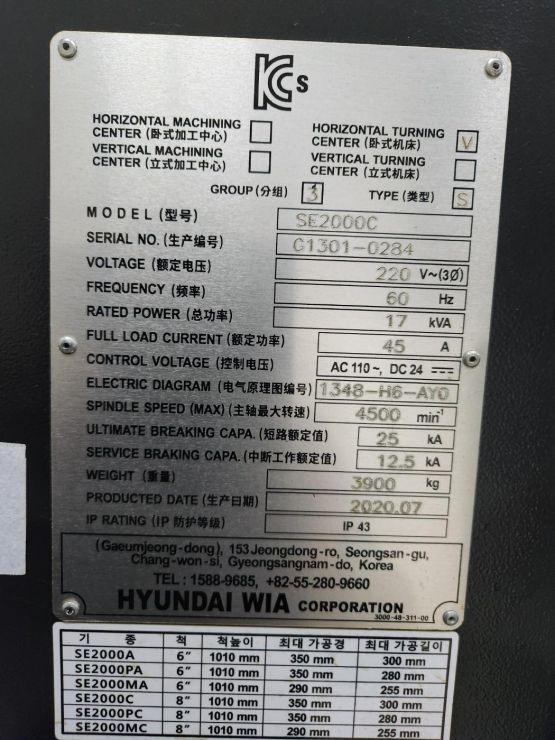 KCs
HORIZONTAL MACHINING
CENTER (卧式加工中心)
HORIZONTAL TURNING
CENTER (卧式机床) V
VERTICAL MACHINING
CENTER (立式加工中心)
VERTICAL TURNING
CENTER (立式机床)
GROUP (分组) 3 TYPE (类型) S
MODEL (型号) SE2000C
SERIAL NO. (生产编号) G1301-0284
VOLTAGE (额定电压) 220 V~(3Ø)
FREQUENCY (频率) 60 Hz
RATED POWER (总功率) 17 kVA
FULL LOAD CURRENT (额定功率) 45 A
CONTROL VOLTAGE (控制电压) AC 110 ~, DC 24 ⎓
ELECTRIC DIAGRAM (电气原理图编号) 1348-H6-AY0
SPINDLE SPEED (MAX) (主轴最大转速) 4500 min⁻¹
ULTIMATE BREAKING CAPA. (短路额定值) 25 kA
SERVICE BRAKING CAPA. (中断工作额定值) 12.5 kA
WEIGHT (重量) 3900 kg
PRODUCTED DATE (生产日期) 2020.07
IP RATING (IP 防护等级) IP 43
(Gaeumjeong-dong), 153 Jeongdong-ro, Seongsan-gu,
Chang-won-si, Gyeongsangnam-do, Korea
TEL : 1588-9685, +82-55-280-9660
HYUNDAI WIA CORPORATION
3000-48-311-00
기 종 척 척높이 최대 가공경 최대 가공길이
SE2000A 6" 1010 mm 350 mm 300 mm
SE2000PA 6" 1010 mm 350 mm 280 mm
SE2000MA 6" 1010 mm 290 mm 255 mm
SE2000C 8" 1010 mm 350 mm 300 mm
SE2000PC 8" 1010 mm 350 mm 280 mm
SE2000MC 8" 1010 mm 290 mm 255 mm